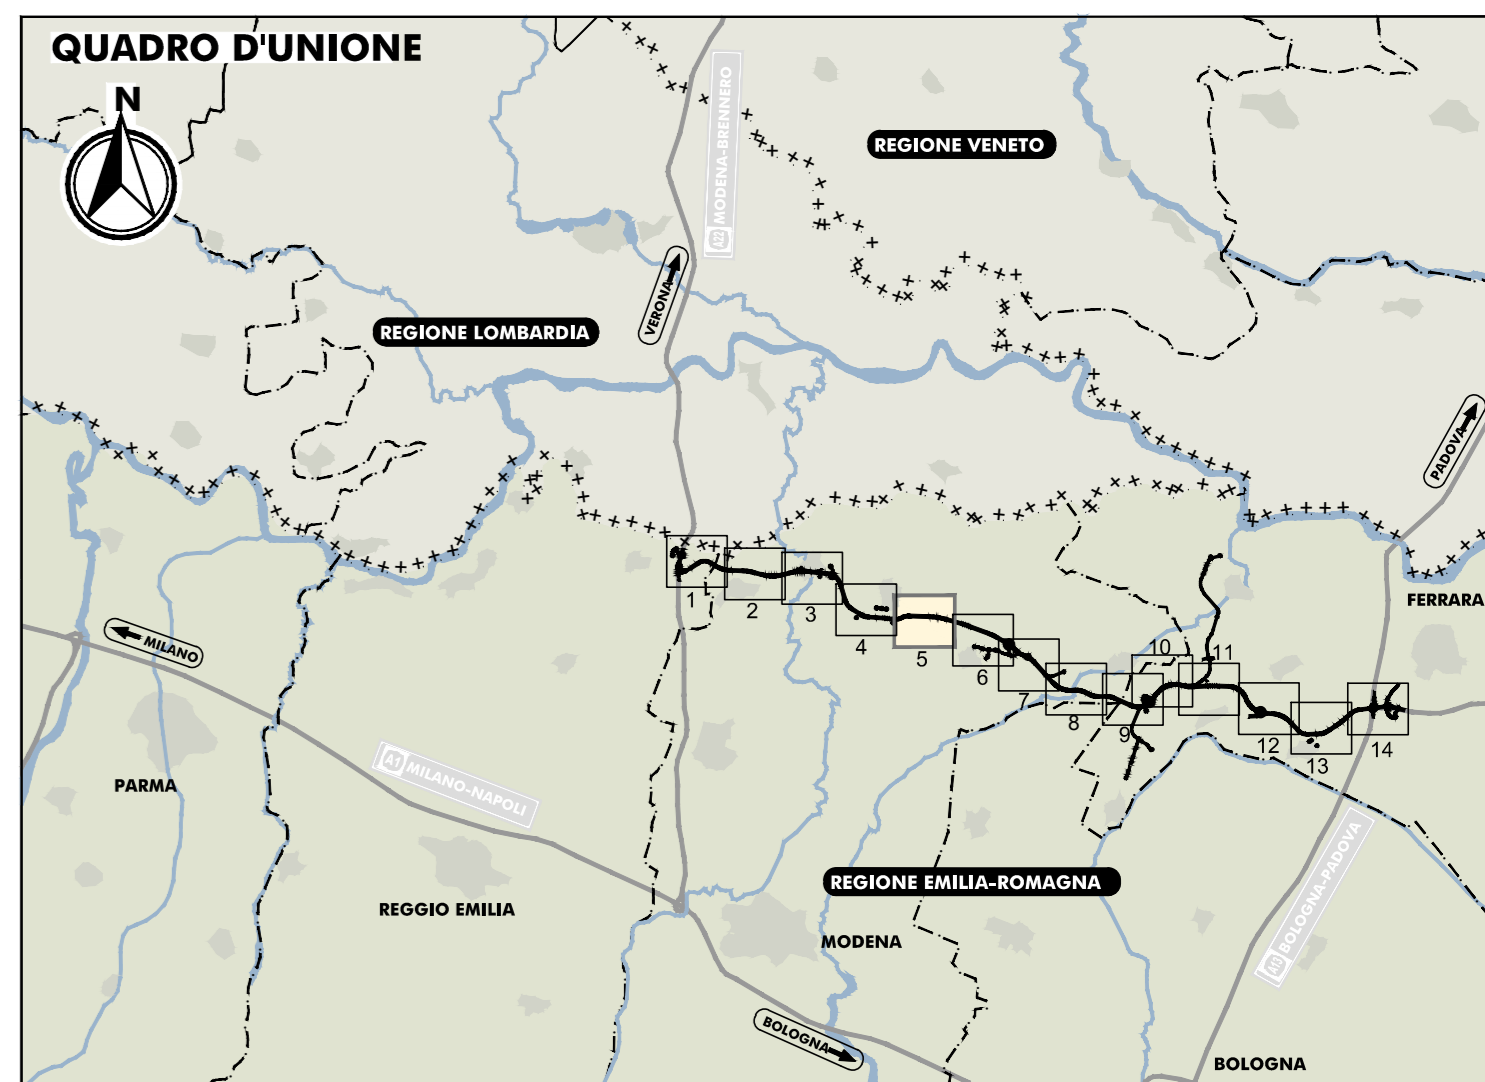 QUADRO D'UNIONE
N
A22 MODENA-BRENNERO
REGIONE VENETO
VERONA
REGIONE LOMBARDIA
PADOVA
FERRARA
MILANO
1
2
3
4
5
6
7
8
9
10
11
12
13
14
PARMA
A1 MILANO-NAPOLI
REGGIO EMILIA
REGIONE EMILIA-ROMAGNA
MODENA
A13 BOLOGNA-PADOVA
BOLOGNA
BOLOGNA